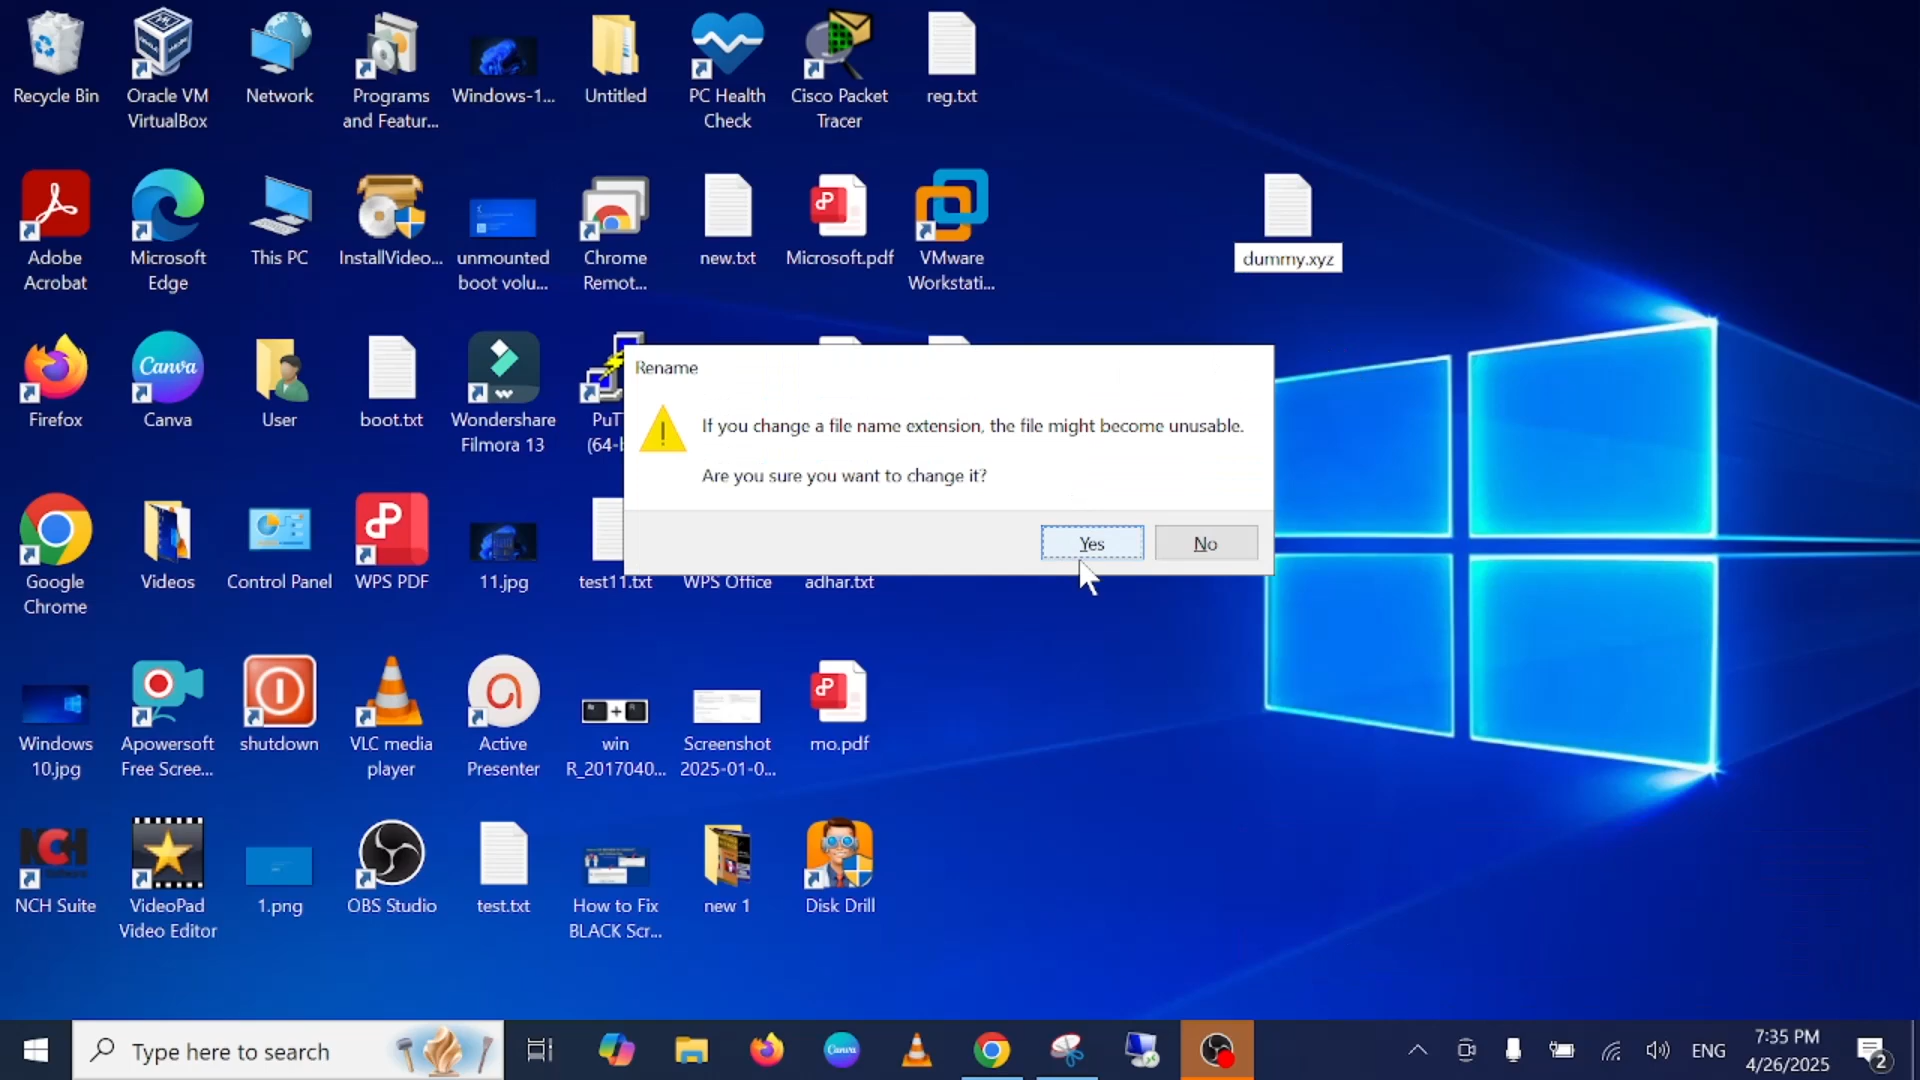 Recycle Bin
Oracle VM
VirtualBox
Network
Programs
and Featur...
Windows-1...
Untitled
PC Health
Check
Cisco Packet
Tracer
reg.txt
Adobe
Acrobat
Microsoft
Edge
This PC
InstallVideo...
unmounted
boot volu...
Chrome
Remot...
new.txt
Microsoft.pdf
VMware
Workstati...
dummy.xyz
Firefox
Canva
User
boot.txt
Wondershare
Filmora 13
PuT
(64-b
Rename
If you change a file name extension, the file might become unusable.
Are you sure you want to change it?
Yes
No
Google
Chrome
Videos
Control Panel
WPS PDF
11.jpg
test11.txt
WPS Office
adhar.txt
Windows
10.jpg
Apowersoft
Free Scree...
shutdown
VLC media
player
Active
Presenter
win
R_2017040...
Screenshot
2025-01-0...
mo.pdf
NCH Suite
VideoPad
Video Editor
1.png
OBS Studio
test.txt
How to Fix
BLACK Scr...
new 1
Disk Drill
Type here to search
ENG
7:35 PM
4/26/2025
2